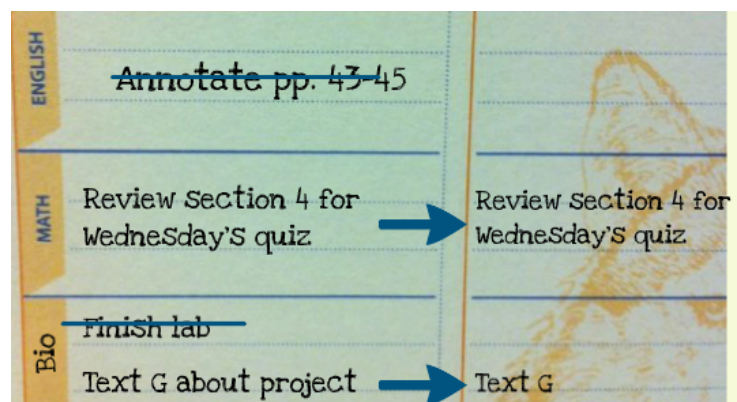 ENGLISH
Annotate pp. 43-45
MATH
Review section 4 for
Wednesday's quiz
Review section 4 for
Wednesday's quiz
Bio
Finish lab
Text G about project
Text G